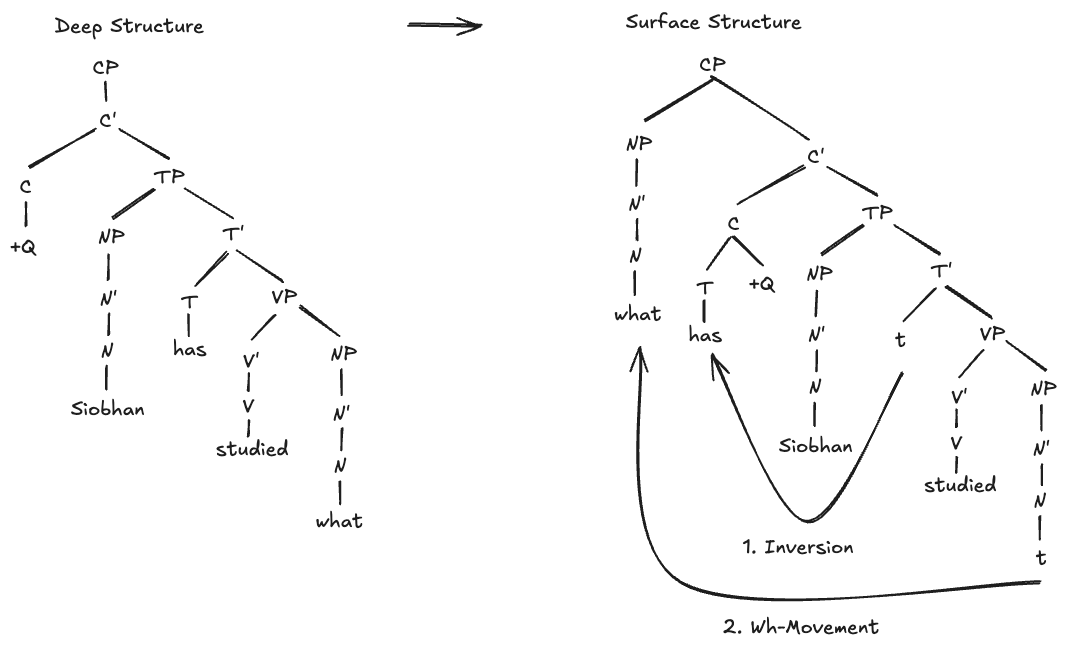 Deep Structure
CP
C'
C
TP
+Q
NP
T'
N'
T
VP
N
has
V'
NP
Siobhan
V
N'
studied
N
what
Surface Structure
CP
NP
C'
N'
C
TP
N
T
+Q
NP
T'
what
has
N'
t
VP
N
V'
NP
Siobhan
V
N'
studied
N
t
1. Inversion
2. Wh-Movement